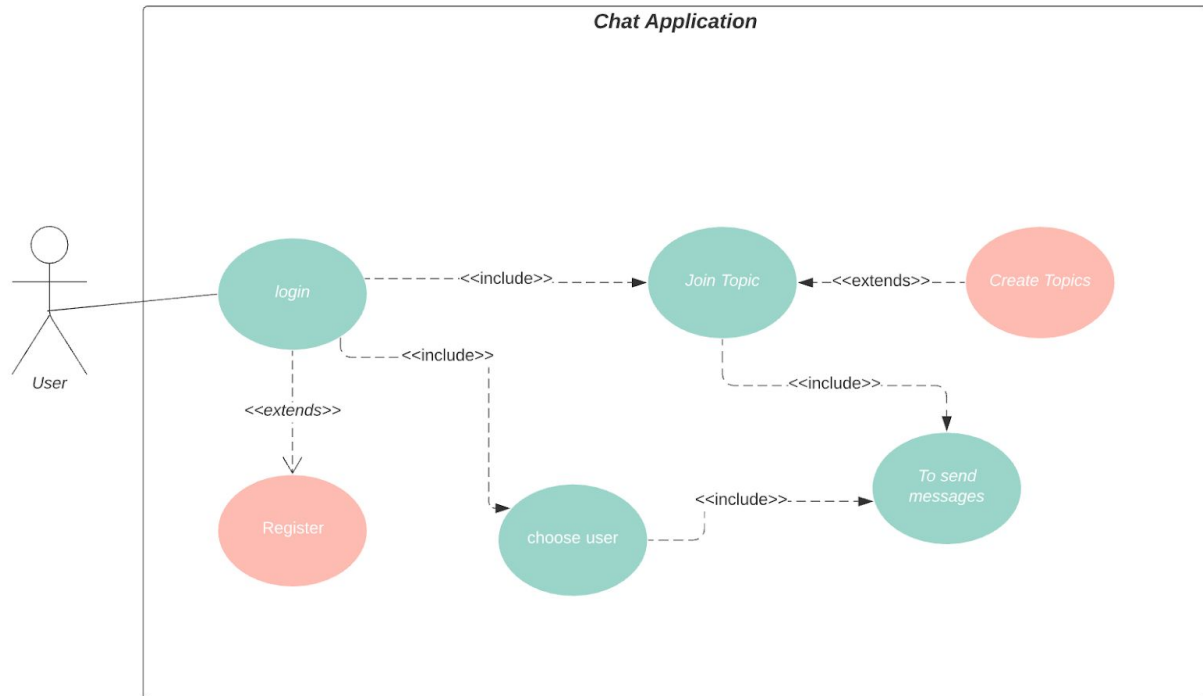 Chat Application
login
<<include>>
Join Topic
<<extends>>
Create Topics
User
<<include>>
<<extends>>
<<include>>
To send
messages
Register
choose user
<<include>>